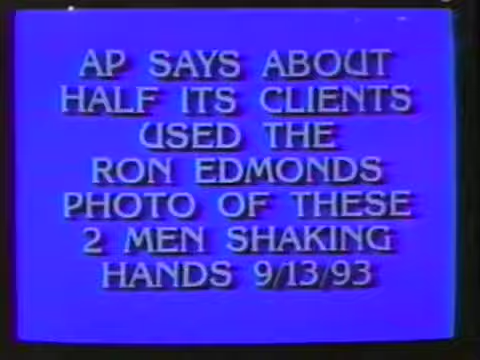 AP SAYS ABOUT
HALF ITS CLIENTS
USED THE
RON EDMONDS
PHOTO OF THESE
2 MEN SHAKING
HANDS 9/13/93